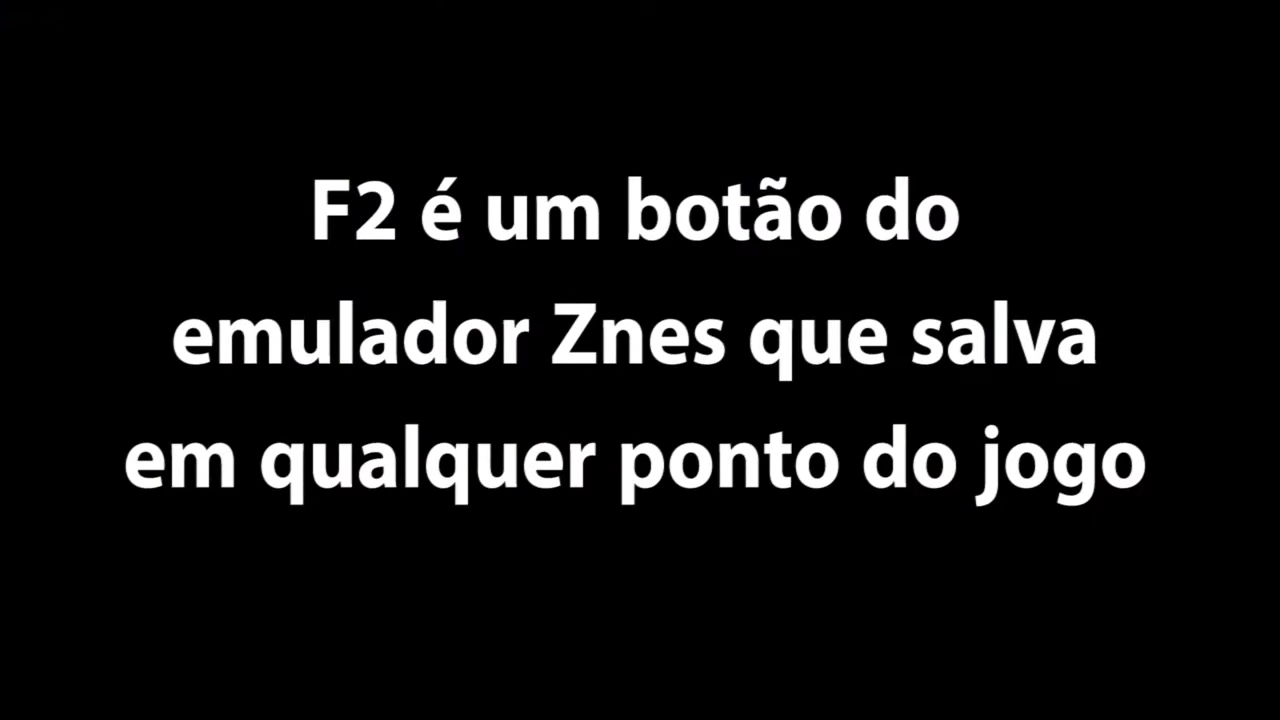 F2 é um botão do
emulador Znes que salva
em qualquer ponto do jogo